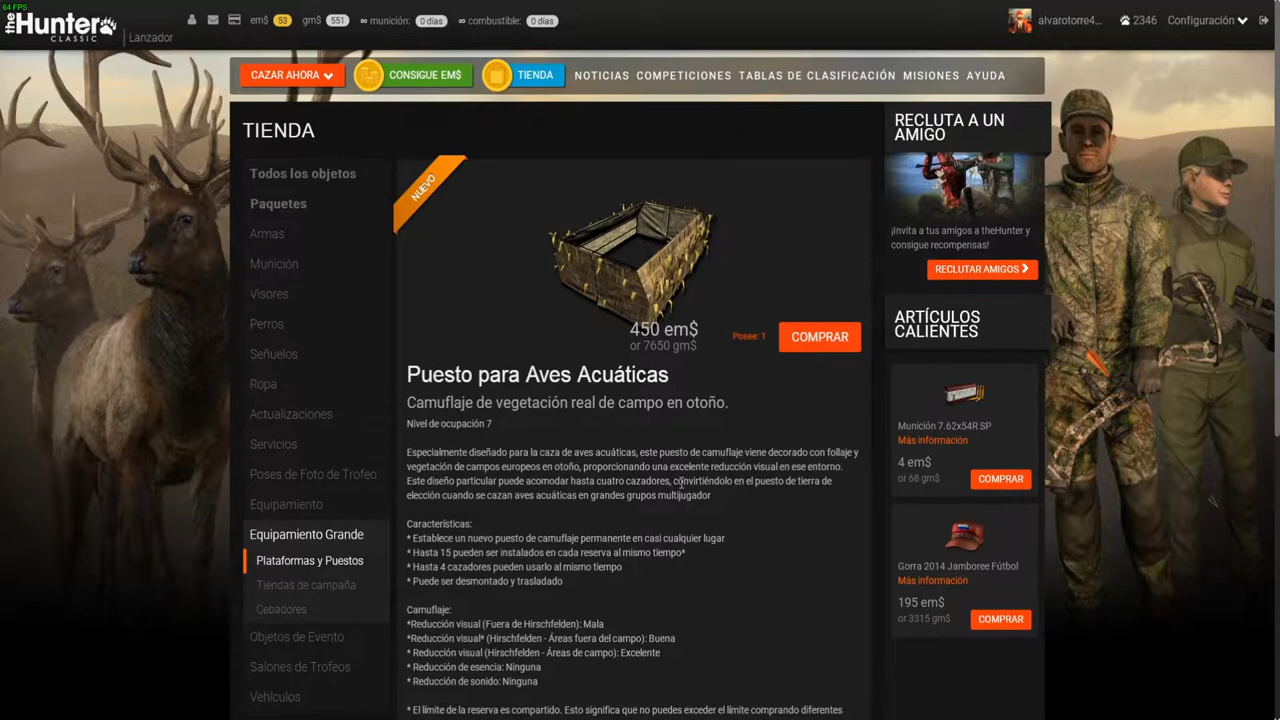 64 FPS
theHunter
CLASSIC
Lanzador
em$ 53 gm$ 551 ∞ munición: 0 días ∞ combustible: 0 días
alvarotorre4... 2346 Configuración
CAZAR AHORA CONSIGUE EM$ TIENDA NOTICIAS COMPETICIONES TABLAS DE CLASIFICACIÓN MISIONES AYUDA
TIENDA
Todos los objetos
Paquetes
Armas
Munición
Visores
Perros
Señuelos
Ropa
Actualizaciones
Servicios
Poses de Foto de Trofeo
Equipamiento
Equipamiento Grande
Plataformas y Puestos
Tiendas de campaña
Cebadores
Objetos de Evento
Salones de Trofeos
Vehículos
NUEVO
450 em$
or 7650 gm$
Posee: 1
COMPRAR
Puesto para Aves Acuáticas
Camuflaje de vegetación real de campo en otoño.
Nivel de ocupación 7
Especialmente diseñado para la caza de aves acuáticas, este puesto de camuflaje viene decorado con follaje y
vegetación de campos europeos en otoño, proporcionando una excelente reducción visual en ese entorno.
Este diseño particular puede acomodar hasta cuatro cazadores, convirtiéndolo en el puesto de tierra de
elección cuando se cazan aves acuáticas en grandes grupos multijugador
Características:
* Establece un nuevo puesto de camuflaje permanente en casi cualquier lugar
* Hasta 15 pueden ser instalados en cada reserva al mismo tiempo*
* Hasta 4 cazadores pueden usarlo al mismo tiempo
* Puede ser desmontado y trasladado
Camuflaje:
*Reducción visual (Fuera de Hirschfelden): Mala
*Reducción visual* (Hirschfelden - Áreas fuera del campo): Buena
* Reducción visual (Hirschfelden - Áreas de campo): Excelente
* Reducción de esencia: Ninguna
* Reducción de sonido: Ninguna
* El límite de la reserva es compartido. Esto significa que no puedes exceder el límite comprando diferentes
RECLUTA A UN
AMIGO
¡Invita a tus amigos a theHunter y
consigue recompensas!
RECLUTAR AMIGOS
ARTÍCULOS
CALIENTES
Munición 7.62x54R SP
Más información
4 em$
or 68 gm$
COMPRAR
Gorra 2014 Jamboree Fútbol
Más información
195 em$
or 3315 gm$
COMPRAR